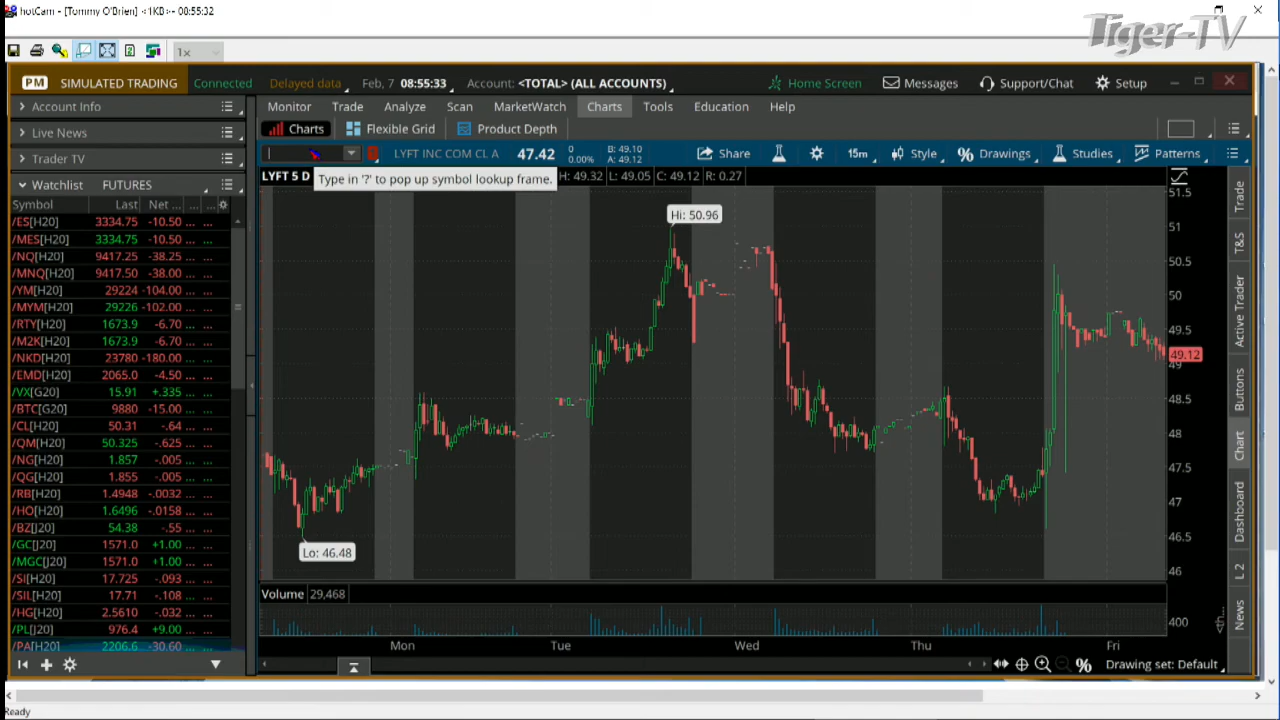 hotCam - [Tommy O'Brien] <1KB>- 08:55:32
Tiger-TV
1x
PM SIMULATED TRADING Connected Delayed data Feb, 7 08:55:33 Account: <TOTAL> (ALL ACCOUNTS) Home Screen Messages Support/Chat Setup
Account Info
Live News
Trader TV
Watchlist FUTURES
Symbol Last Net ... ... ...
/ES[H20] 3334.75 -10.50 ... ...
/MES[H20] 3334.75 -10.50 ... ...
/NQ[H20] 9417.25 -38.25 ... ...
/MNQ[H20] 9417.50 -38.00 ... ...
/YM[H20] 29224 -104.00 ... ...
/MYM[H20] 29226 -102.00 ... ...
/RTY[H20] 1673.9 -6.70 ... ...
/M2K[H20] 1673.9 -6.70 ... ...
/NKD[H20] 23780 -180.00 ... ...
/EMD[H20] 2065.0 -4.50 ... ...
/VX[G20] 15.91 +.335 ... ...
/BTC[G20] 9880 -15.00 ... ...
/CL[H20] 50.31 -.64 ... ...
/QM[H20] 50.325 -.625 ... ...
/NG[H20] 1.857 -.005 ... ...
/QG[H20] 1.855 -.005 ... ...
/RB[H20] 1.4948 -.0032 ... ...
/HO[H20] 1.6496 -.0158 ... ...
/BZ[J20] 54.38 -.55 ... ...
/GC[J20] 1571.0 +1.00 ... ...
/MGC[J20] 1571.0 +1.00 ... ...
/SI[H20] 17.725 -.093 ... ...
/SIL[H20] 17.71 -.108 ... ...
/HG[H20] 2.5610 -.032 ... ...
/PL[J20] 976.4 +9.00 ... ...
/PA[H20] 2206.6 -30.60 ... ...
Monitor Trade Analyze Scan MarketWatch Charts Tools Education Help
Charts Flexible Grid Product Depth
LYFT INC COM CL A 47.42 0 0.00% B: 49.10 A: 49.12 Share 15m Style Drawings Studies Patterns
LYFT 5 D Type in '?' to pop up symbol lookup frame. H: 49.32 L: 49.05 C: 49.12 R: 0.27
Hi: 50.96
Lo: 46.48
51.5
51
50.5
50
49.5
49.12
49
48.5
48
47.5
47
46.5
46
Volume 29,468
400
Mon Tue Wed Thu Fri
Drawing set: Default
Trade
T&S
Active Trader
Buttons
Chart
Dashboard
L2
News
Ready